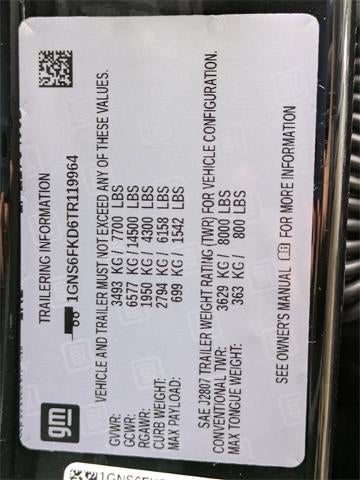 gm
TRAILERING INFORMATION
1GNS6FKD6TR119964
VEHICLE AND TRAILER MUST NOT EXCEED ANY OF THESE VALUES.
GVWR: 3493 KG / 7700 LBS
GCWR: 6577 KG / 14500 LBS
RGAWR: 1950 KG / 4300 LBS
CURB WEIGHT: 2794 KG / 6158 LBS
MAX PAYLOAD: 699 KG / 1542 LBS
SAE J2807 TRAILER WEIGHT RATING (TWR) FOR VEHICLE CONFIGURATION.
CONVENTIONAL TWR: 3629 KG / 8000 LBS
MAX TONGUE WEIGHT: 363 KG / 800 LBS
SEE OWNER'S MANUAL FOR MORE INFORMATION